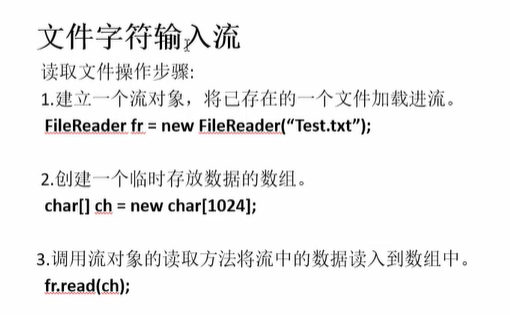 文件字符输入流
读取文件操作步骤:
1.建立一个流对象，将已存在的一个文件加载进流。
FileReader fr = new FileReader(“Test.txt”);
2.创建一个临时存放数据的数组。
char[] ch = new char[1024];
3.调用流对象的读取方法将流中的数据读入到数组中。
fr.read(ch);